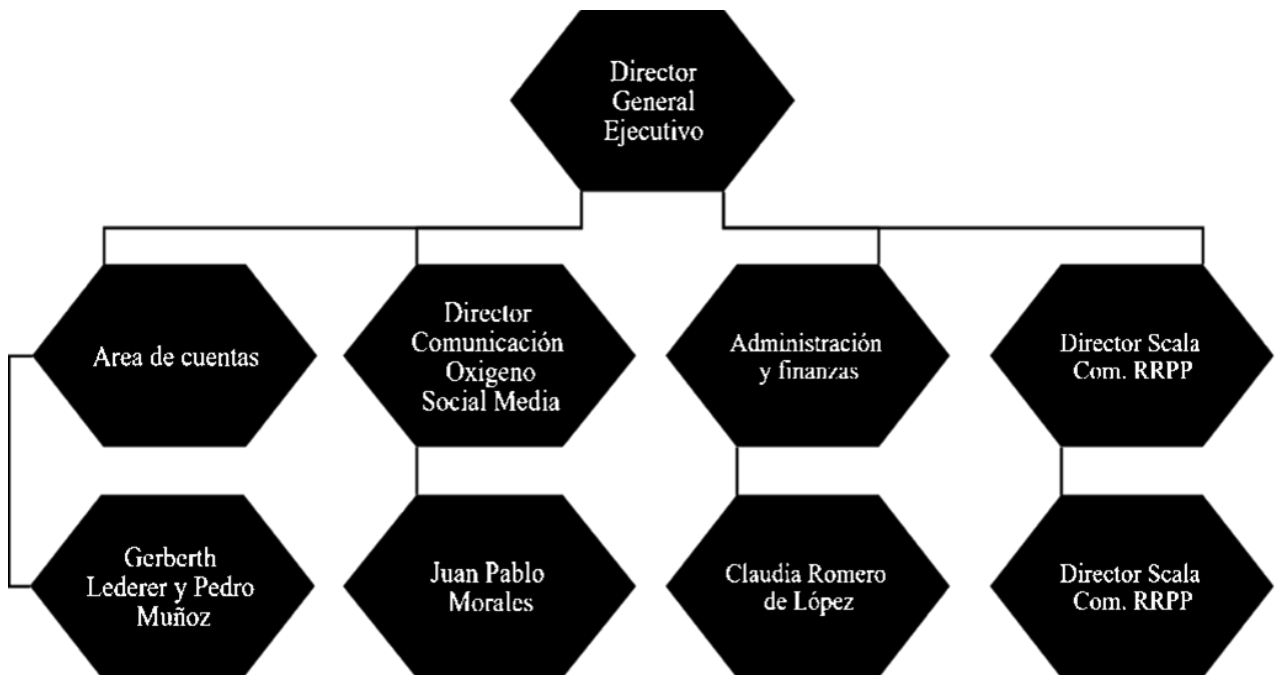 Director
General
Ejecutivo
Area de cuentas
Director
Comunicación
Oxigeno
Social Media
Administración
y finanzas
Director Scala
Com. RRPP
Gerberth
Lederer y Pedro
Muñoz
Juan Pablo
Morales
Claudia Romero
de López
Director Scala
Com. RRPP